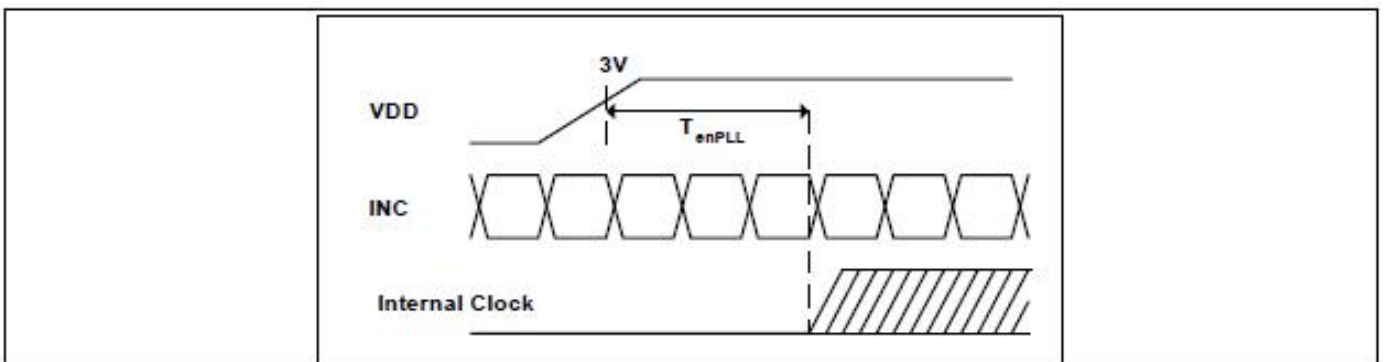 3V
VDD
TenPLL
INC
Internal Clock